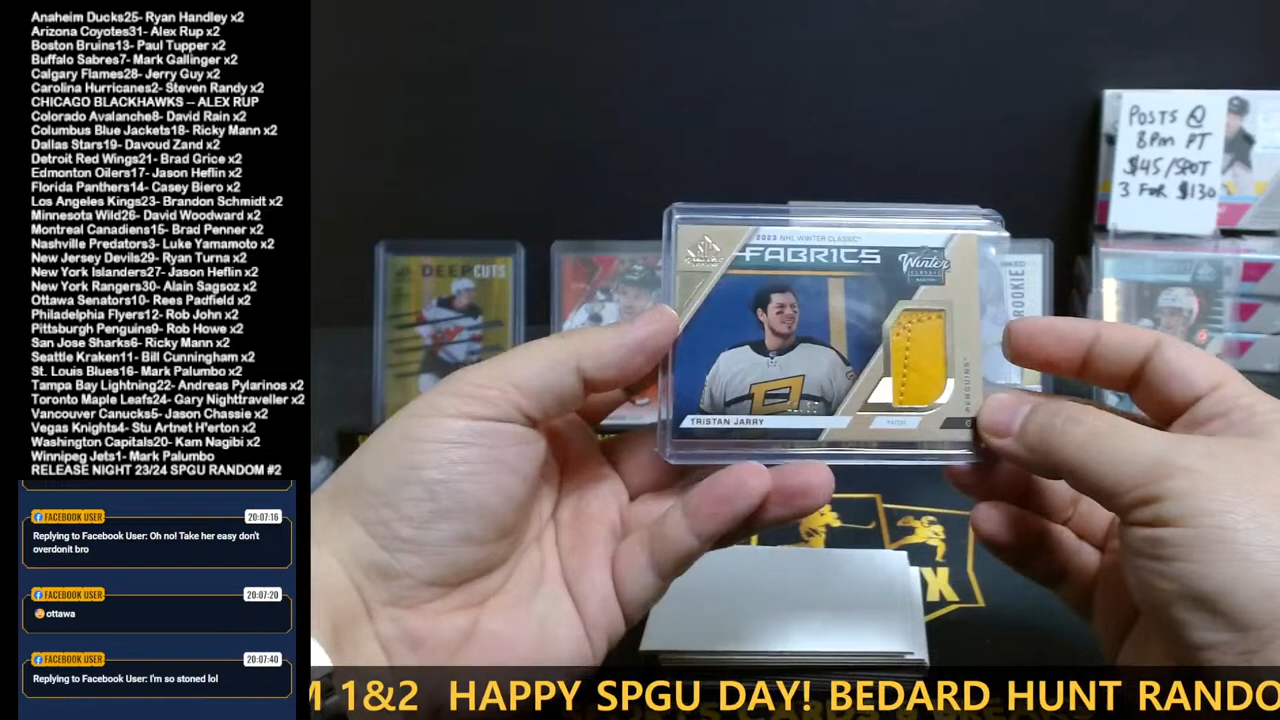 Anaheim Ducks25- Ryan Handley x2
Arizona Coyotes31- Alex Rup x2
Boston Bruins13- Paul Tupper x2
Buffalo Sabres7- Mark Gallinger x2
Calgary Flames28- Jerry Guy x2
Carolina Hurricanes2- Steven Randy x2
CHICAGO BLACKHAWKS -- ALEX RUP
Colorado Avalanche8- David Rain x2
Columbus Blue Jackets18- Ricky Mann x2
Dallas Stars19- Davoud Zand x2
Detroit Red Wings21- Brad Grice x2
Edmonton Oilers17- Jason Heflin x2
Florida Panthers14- Casey Biero x2
Los Angeles Kings23- Brandon Schmidt x2
Minnesota Wild26- David Woodward x2
Montreal Canadiens15- Brad Penner x2
Nashville Predators3- Luke Yamamoto x2
New Jersey Devils29- Ryan Turna x2
New York Islanders27- Jason Heflin x2
New York Rangers30- Alain Sagsoz x2
Ottawa Senators10- Rees Padfield x2
Philadelphia Flyers12- Rob John x2
Pittsburgh Penguins9- Rob Howe x2
San Jose Sharks6- Ricky Mann x2
Seattle Kraken11- Bill Cunningham x2
St. Louis Blues16- Mark Palumbo x2
Tampa Bay Lightning22- Andreas Pylarinos x2
Toronto Maple Leafs24- Gary Nighttraveller x2
Vancouver Canucks5- Jason Chassie x2
Vegas Knights4- Stu Artnet H'erton x2
Washington Capitals20- Kam Nagibi x2
Winnipeg Jets1- Mark Palumbo
RELEASE NIGHT 23/24 SPGU RANDOM #2
FACEBOOK USER 20:07:16
Replying to Facebook User: Oh no! Take her easy don't
overdonit bro
FACEBOOK USER 20:07:20
ottawa
FACEBOOK USER 20:07:40
Replying to Facebook User: I'm so stoned lol
POSTS @
8PM PT
$45/SPOT
3 FOR $130
DEEP CUTS
2023 NHL WINTER CLASSIC
FABRICS
Winter
CLASSIC
TRISTAN JARRY
PATCH
PENGUINS
ROOKIE
X
M 1&2 HAPPY SPGU DAY! BEDARD HUNT RANDO